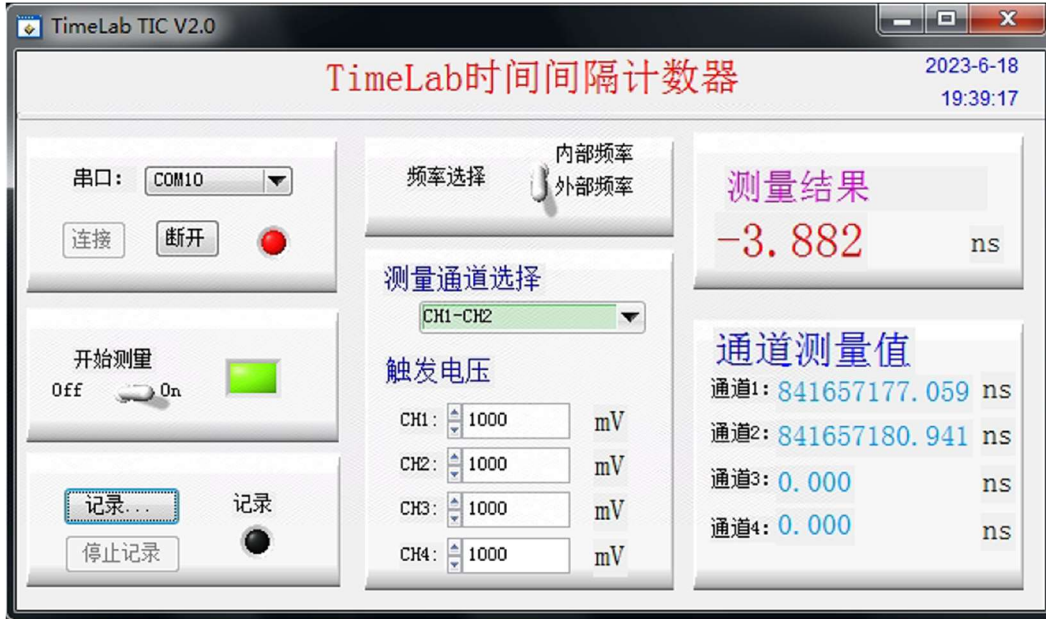 TimeLab TIC V2.0
TimeLab时间间隔计数器
2023-6-18
19:39:17
串口: COM10
连接 断开
开始测量
Off On
记录... 记录
停止记录
频率选择
内部频率
外部频率
测量通道选择
CH1-CH2
触发电压
CH1: 1000 mV
CH2: 1000 mV
CH3: 1000 mV
CH4: 1000 mV
测量结果
-3.882 ns
通道测量值
通道1: 841657177.059 ns
通道2: 841657180.941 ns
通道3: 0.000 ns
通道4: 0.000 ns